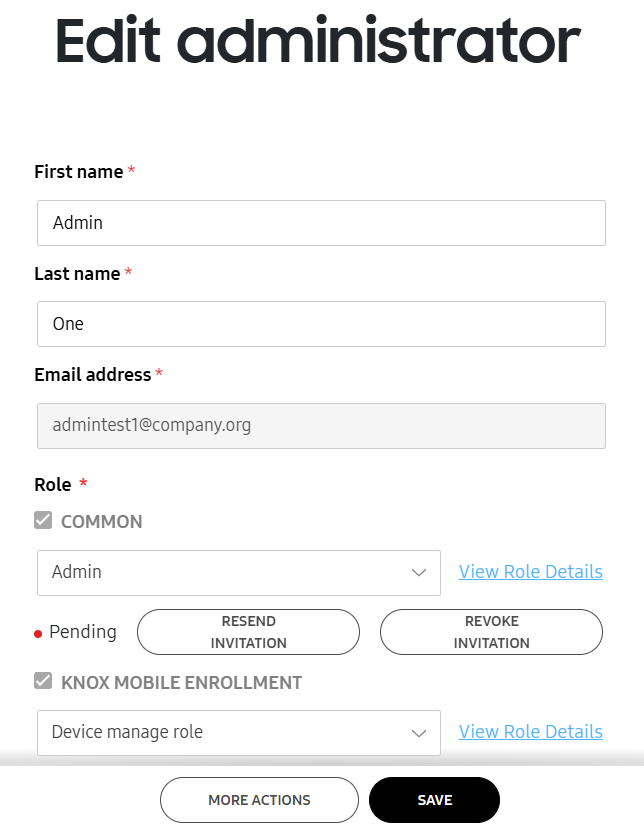 Edit administrator
First name *
Admin
Last name *
One
Email address *
admintest1@company.org
Role *
COMMON
Admin
View Role Details
Pending
RESEND
INVITATION
REVOKE
INVITATION
KNOX MOBILE ENROLLMENT
Device manage role
View Role Details
MORE ACTIONS
SAVE